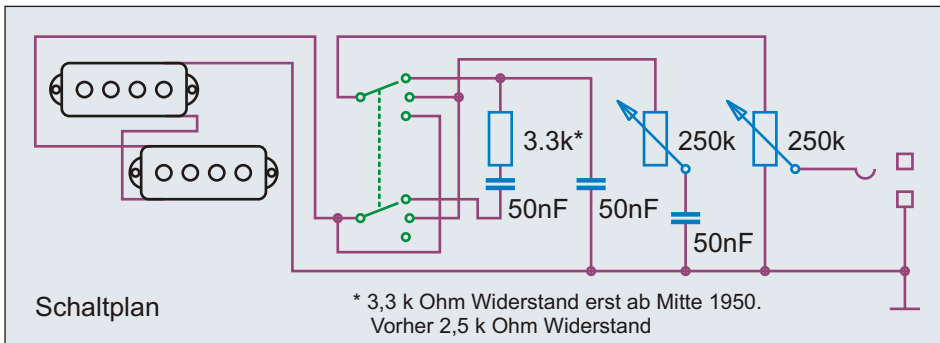 3.3k*
250k
250k
50nF
50nF
50nF
Schaltplan
* 3,3 k Ohm Widerstand erst ab Mitte 1950.
Vorher 2,5 k Ohm Widerstand